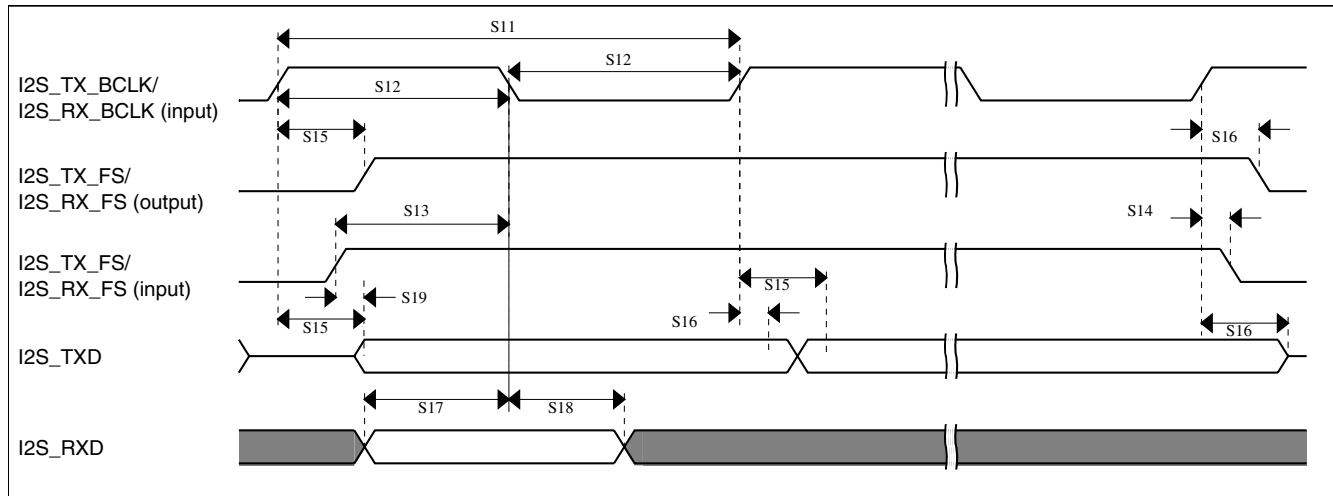 S11
I2S_TX_BCLK/
I2S_RX_BCLK (input)
S12
S12
S15
S16
I2S_TX_FS/
I2S_RX_FS (output)
S13
S14
I2S_TX_FS/
I2S_RX_FS (input)
S15
S19
S15
S16
S16
I2S_TXD
S17
S18
I2S_RXD